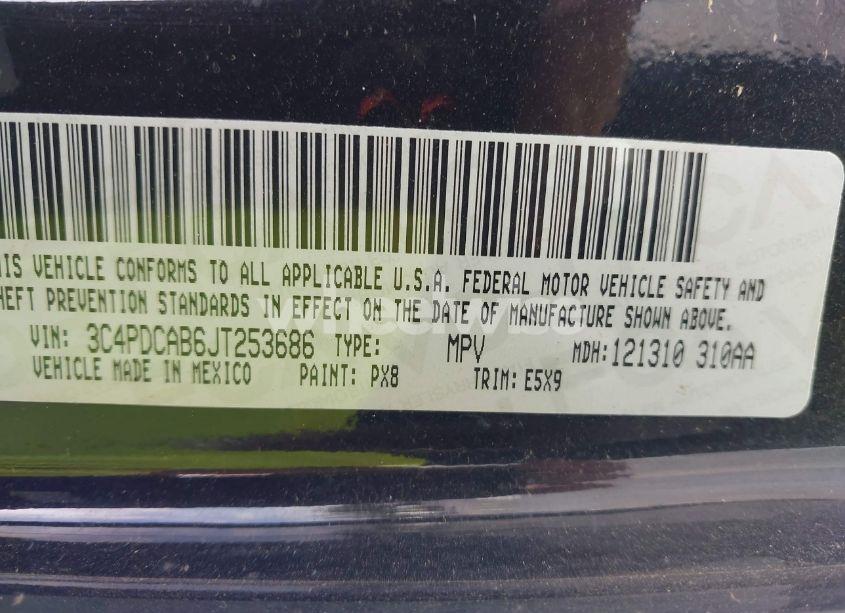 IS VEHICLE CONFORMS TO ALL APPLICABLE U.S.A. FEDERAL MOTOR VEHICLE SAFETY AND
HEFT PREVENTION STANDARDS IN EFFECT ON THE DATE OF MANUFACTURE SHOWN ABOVE.
VIN: 3C4PDCAB6JT253686 TYPE: MPV MDH:121310 310AA
VEHICLE MADE IN MEXICO PAINT: PX8 TRIM: E5X9